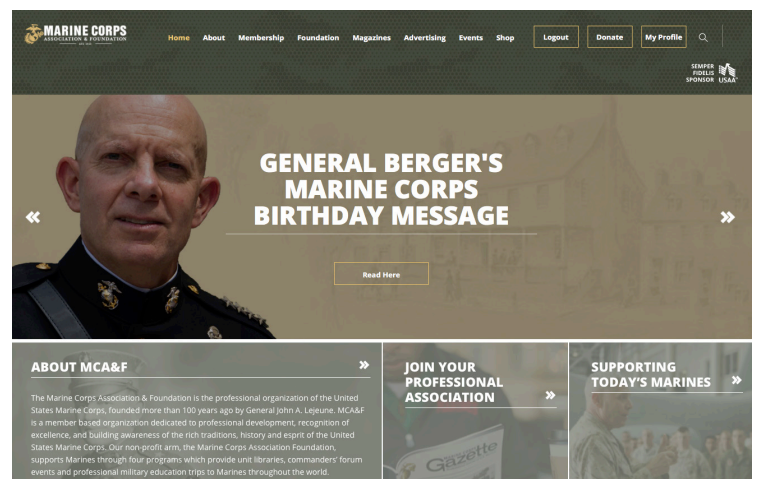 MARINE CORPS
ASSOCIATION & FOUNDATION
Home About Membership Foundation Magazines Advertising Events Shop Logout Donate My Profile
SEMPER
FIDELIS
SPONSOR USAA
GENERAL BERGER'S
MARINE CORPS
BIRTHDAY MESSAGE
Read Here
ABOUT MCA&F
The Marine Corps Association & Foundation is the professional organization of the United
States Marine Corps, founded more than 100 years ago by General John A. Lejeune. MCA&F
is a member based organization dedicated to professional development, recognition of
excellence, and building awareness of the rich traditions, history and esprit of the United
States Marine Corps. Our non-profit arm, the Marine Corps Association Foundation,
supports Marines through four programs which provide unit libraries, commanders' forum
events and professional military education trips to Marines throughout the world.
JOIN YOUR
PROFESSIONAL
ASSOCIATION
Gazette
SUPPORTING
TODAY'S MARINES